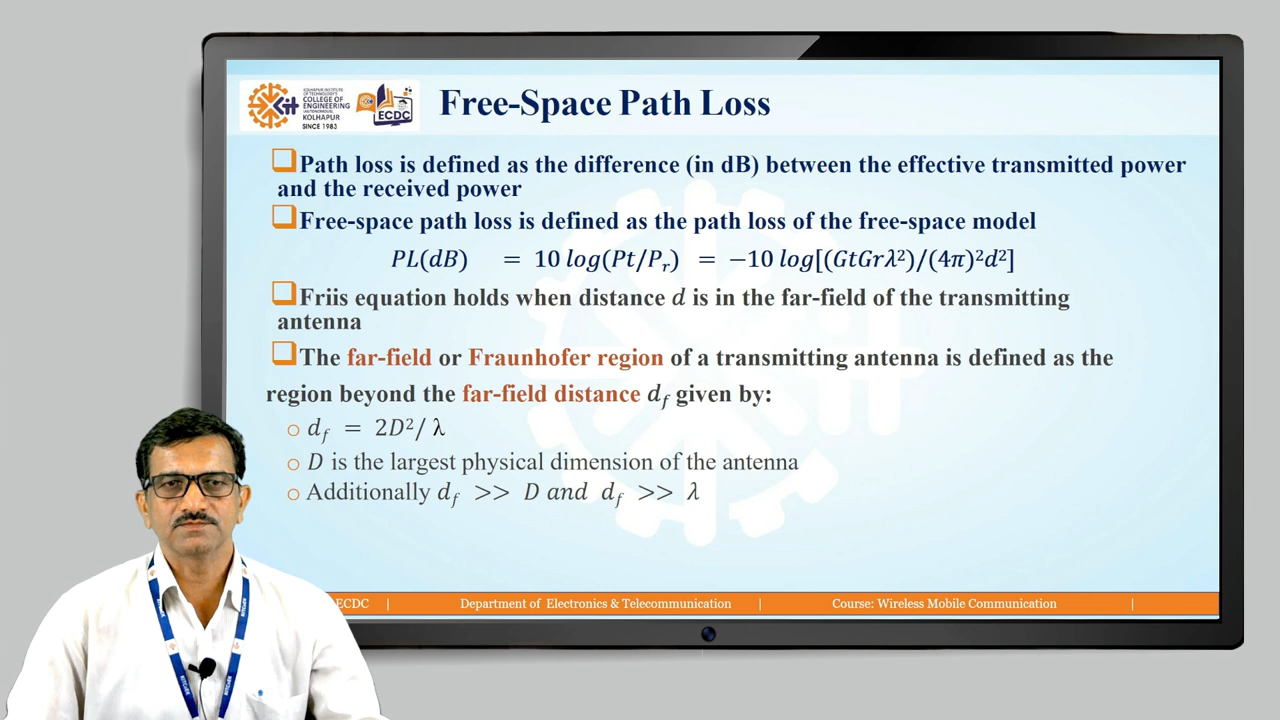 KOLHAPUR INSTITUTE
OF TECHNOLOGY'S
COLLEGE OF
ENGINEERING
(AUTONOMOUS),
KOLHAPUR
SINCE 1983
ECDC
Free-Space Path Loss
Path loss is defined as the difference (in dB) between the effective transmitted power
and the received power
Free-space path loss is defined as the path loss of the free-space model
PL(dB) = 10 log(Pt/Pᵣ) = −10 log[(GtGrλ²)/(4π)²d²]
Friis equation holds when distance d is in the far-field of the transmitting
antenna
The far-field or Fraunhofer region of a transmitting antenna is defined as the
region beyond the far-field distance d_f given by:
d_f = 2D²/ λ
D is the largest physical dimension of the antenna
Additionally d_f >> D and d_f >> λ
ECDC | Department of Electronics & Telecommunication | Course: Wireless Mobile Communication |